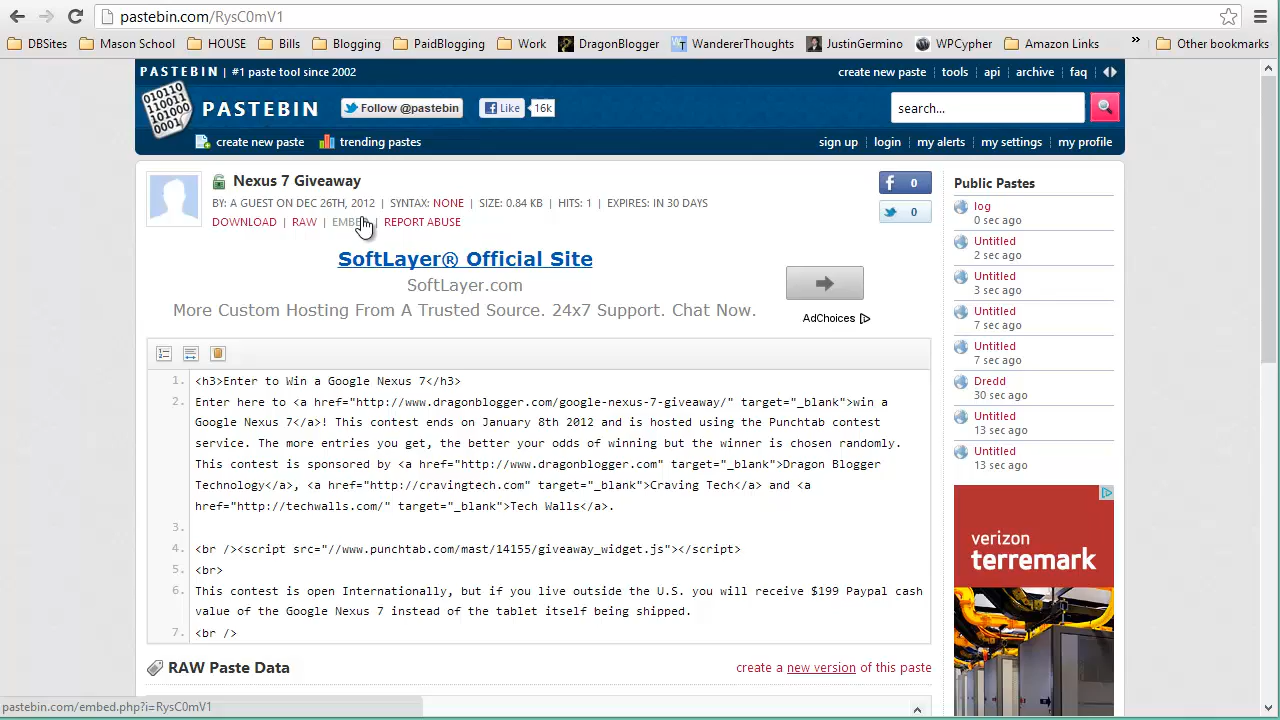 pastebin.com/RysC0mV1
DBSites Mason School HOUSE Bills Blogging PaidBlogging Work DragonBlogger WandererThoughts JustinGermino WPCypher Amazon Links » Other bookmarks
PASTEBIN | #1 paste tool since 2002
create new paste | tools | api | archive | faq
010110
110011
101000
0001
PASTEBIN
Follow @pastebin
Like 16k
search...
create new paste trending pastes
sign up | login | my alerts | my settings | my profile
Nexus 7 Giveaway
BY: A GUEST ON DEC 26TH, 2012 | SYNTAX: NONE | SIZE: 0.84 KB | HITS: 1 | EXPIRES: IN 30 DAYS
DOWNLOAD | RAW | EMBED | REPORT ABUSE
f 0
0
SoftLayer® Official Site
SoftLayer.com
More Custom Hosting From A Trusted Source. 24x7 Support. Chat Now.
AdChoices
1. <h3>Enter to Win a Google Nexus 7</h3>
2. Enter here to <a href="http://www.dragonblogger.com/google-nexus-7-giveaway/" target="_blank">win a
Google Nexus 7</a>! This contest ends on January 8th 2012 and is hosted using the Punchtab contest
service. The more entries you get, the better your odds of winning but the winner is chosen randomly.
This contest is sponsored by <a href="http://www.dragonblogger.com" target="_blank">Dragon Blogger
Technology</a>, <a href="http://cravingtech.com" target="_blank">Craving Tech</a> and <a
href="http://techwalls.com/" target="_blank">Tech Walls</a>.
3.
4. <br /><script src="//www.punchtab.com/mast/14155/giveaway_widget.js"></script>
5. <br>
6. This contest is open Internationally, but if you live outside the U.S. you will receive $199 Paypal cash
value of the Google Nexus 7 instead of the tablet itself being shipped.
7. <br />
RAW Paste Data
create a new version of this paste
Public Pastes
log
0 sec ago
Untitled
2 sec ago
Untitled
3 sec ago
Untitled
7 sec ago
Untitled
7 sec ago
Dredd
30 sec ago
Untitled
13 sec ago
Untitled
13 sec ago
verizon
terremark
pastebin.com/embed.php?i=RysC0mV1